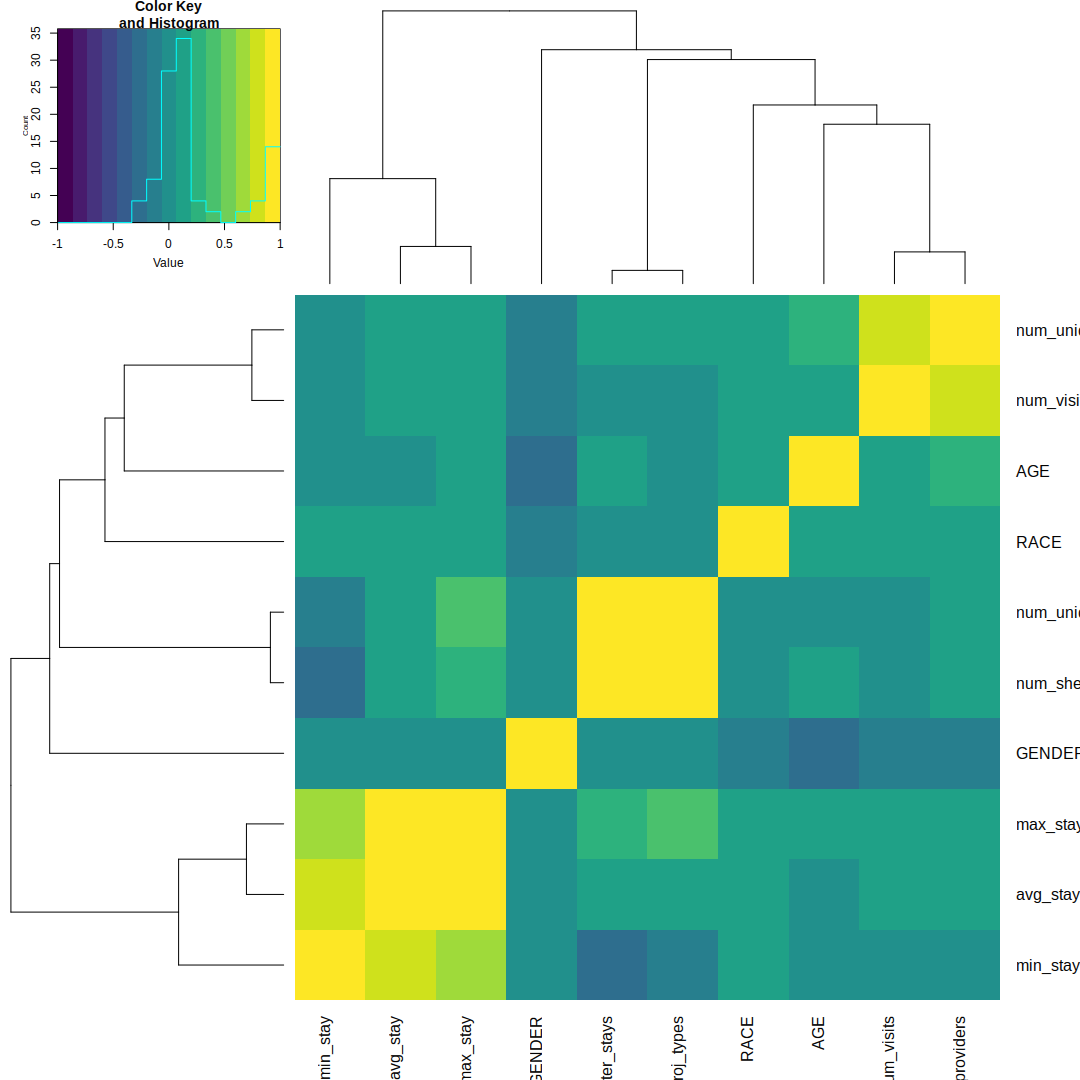 Color Key
and Histogram
Count
0 5 10 15 20 25 30 35
-1 -0.5 0 0.5 1
Value
num_uni
num_visi
AGE
RACE
num_uni
num_she
GENDER
max_stay
avg_stay
min_stay
min_stay
avg_stay
max_stay
GENDER
ter_stays
roj_types
RACE
AGE
um_visits
providers